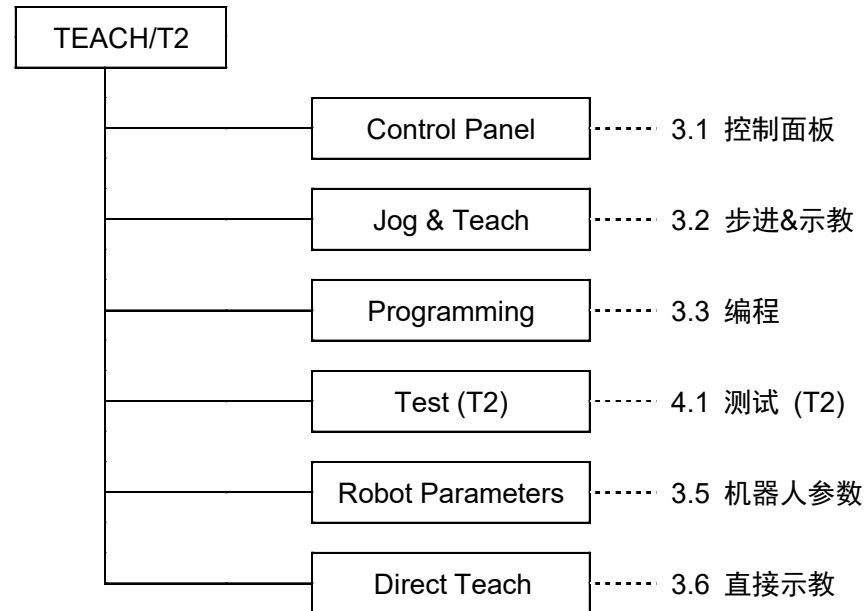 TEACH/T2
Control Panel 3.1 控制面板
Jog & Teach 3.2 步进&示教
Programming 3.3 编程
Test (T2) 4.1 测试 (T2)
Robot Parameters 3.5 机器人参数
Direct Teach 3.6 直接示教